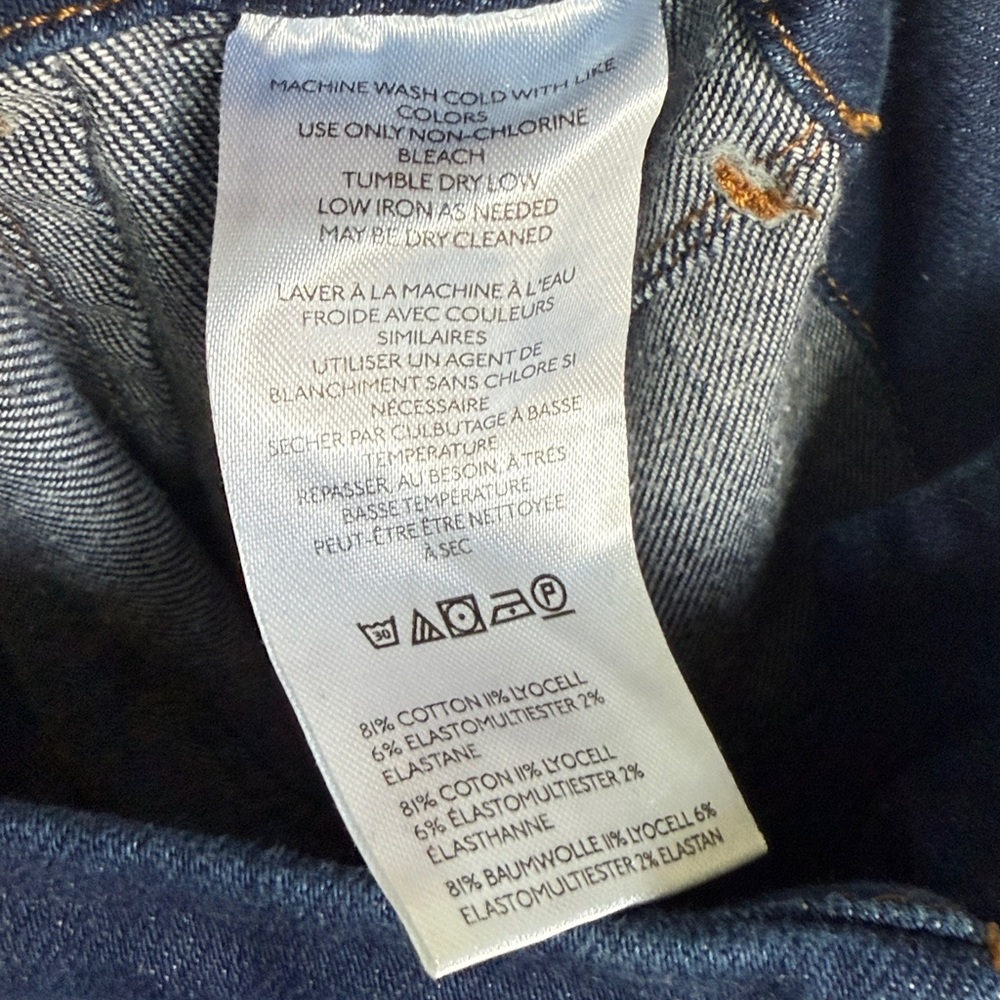 MACHINE WASH COLD WITH LIKE
COLORS
USE ONLY NON-CHLORINE
BLEACH
TUMBLE DRY LOW
LOW IRON AS NEEDED
MAY BE DRY CLEANED
LAVER À LA MACHINE À L'EAU
FROIDE AVEC COULEURS
SIMILAIRES
UTILISER UN AGENT DE
BLANCHIMENT SANS CHLORE SI
NÉCESSAIRE
SÉCHER PAR CULBUTAGE À BASSE
TEMPÉRATURE
REPASSER, AU BESOIN, À TRÈS
BASSE TEMPÉRATURE
PEUT-ÊTRE ÊTRE NETTOYÉE
À SEC
30 P
81% COTTON 11% LYOCELL
6% ELASTOMULTIESTER 2%
ELASTANE
81% COTON 11% LYOCELL
6% ÉLASTOMULTIESTER 2%
ÉLASTHANNE
81% BAUMWOLLE 11% LYOCELL 6%
ELASTOMULTIESTER 2% ELASTAN